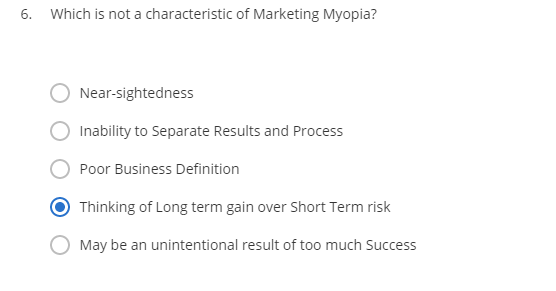 6. Which is not a characteristic of Marketing Myopia?
Near-sightedness
Inability to Separate Results and Process
Poor Business Definition
Thinking of Long term gain over Short Term risk
May be an unintentional result of too much Success